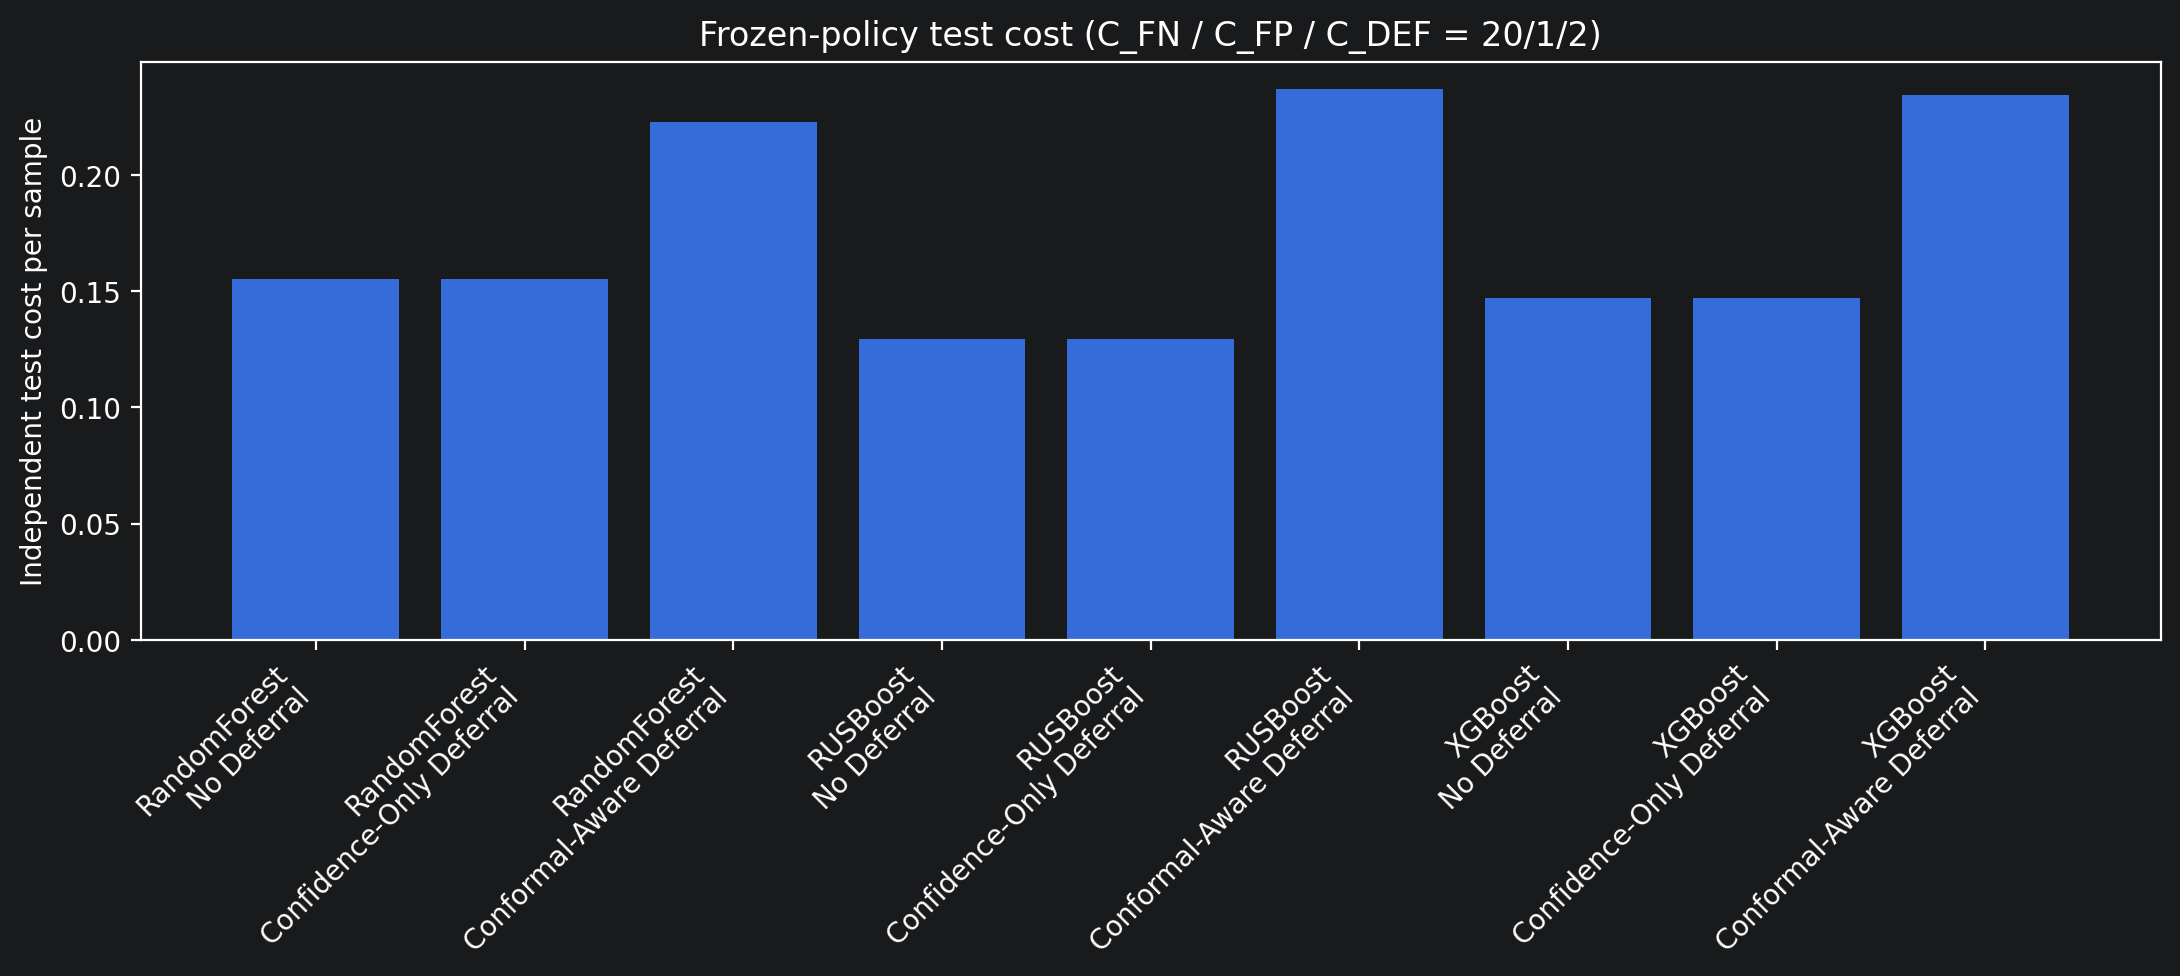 Frozen-policy test cost (C_FN / C_FP / C_DEF = 20/1/2)
Independent test cost per sample
0.20
0.15
0.10
0.05
0.00
RandomForest
No Deferral
RandomForest
Confidence-Only Deferral
RandomForest
Conformal-Aware Deferral
RUSBoost
No Deferral
RUSBoost
Confidence-Only Deferral
RUSBoost
Conformal-Aware Deferral
XGBoost
No Deferral
XGBoost
Confidence-Only Deferral
XGBoost
Conformal-Aware Deferral